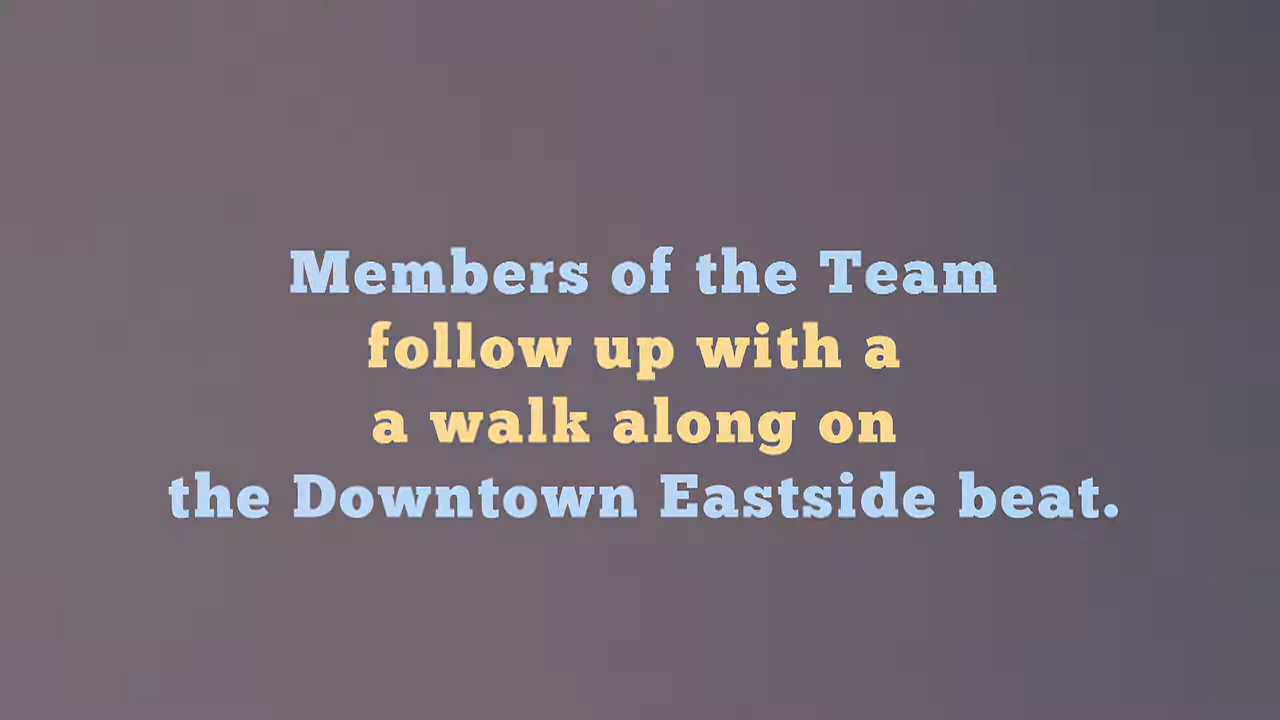 Members of the Team
follow up with a
a walk along on
the Downtown Eastside beat.